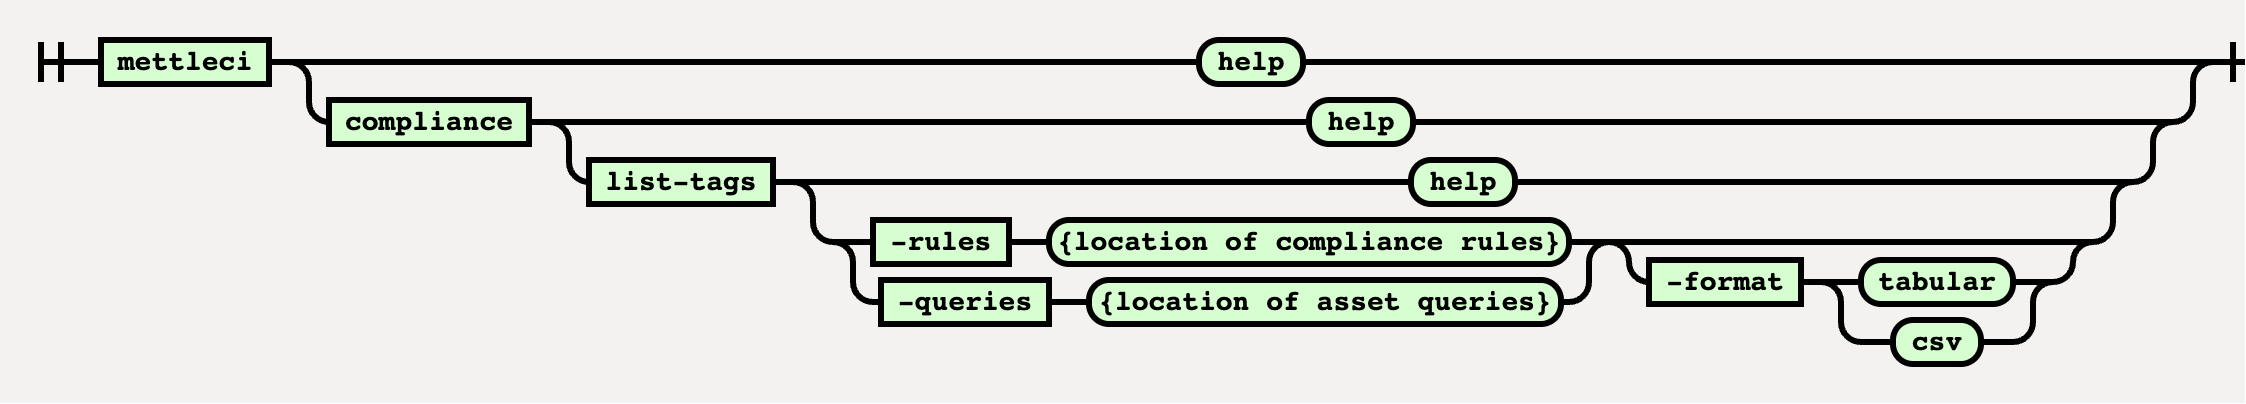 mettleci help
compliance help
list-tags help
-rules {location of compliance rules}
-format tabular
-queries {location of asset queries}
csv